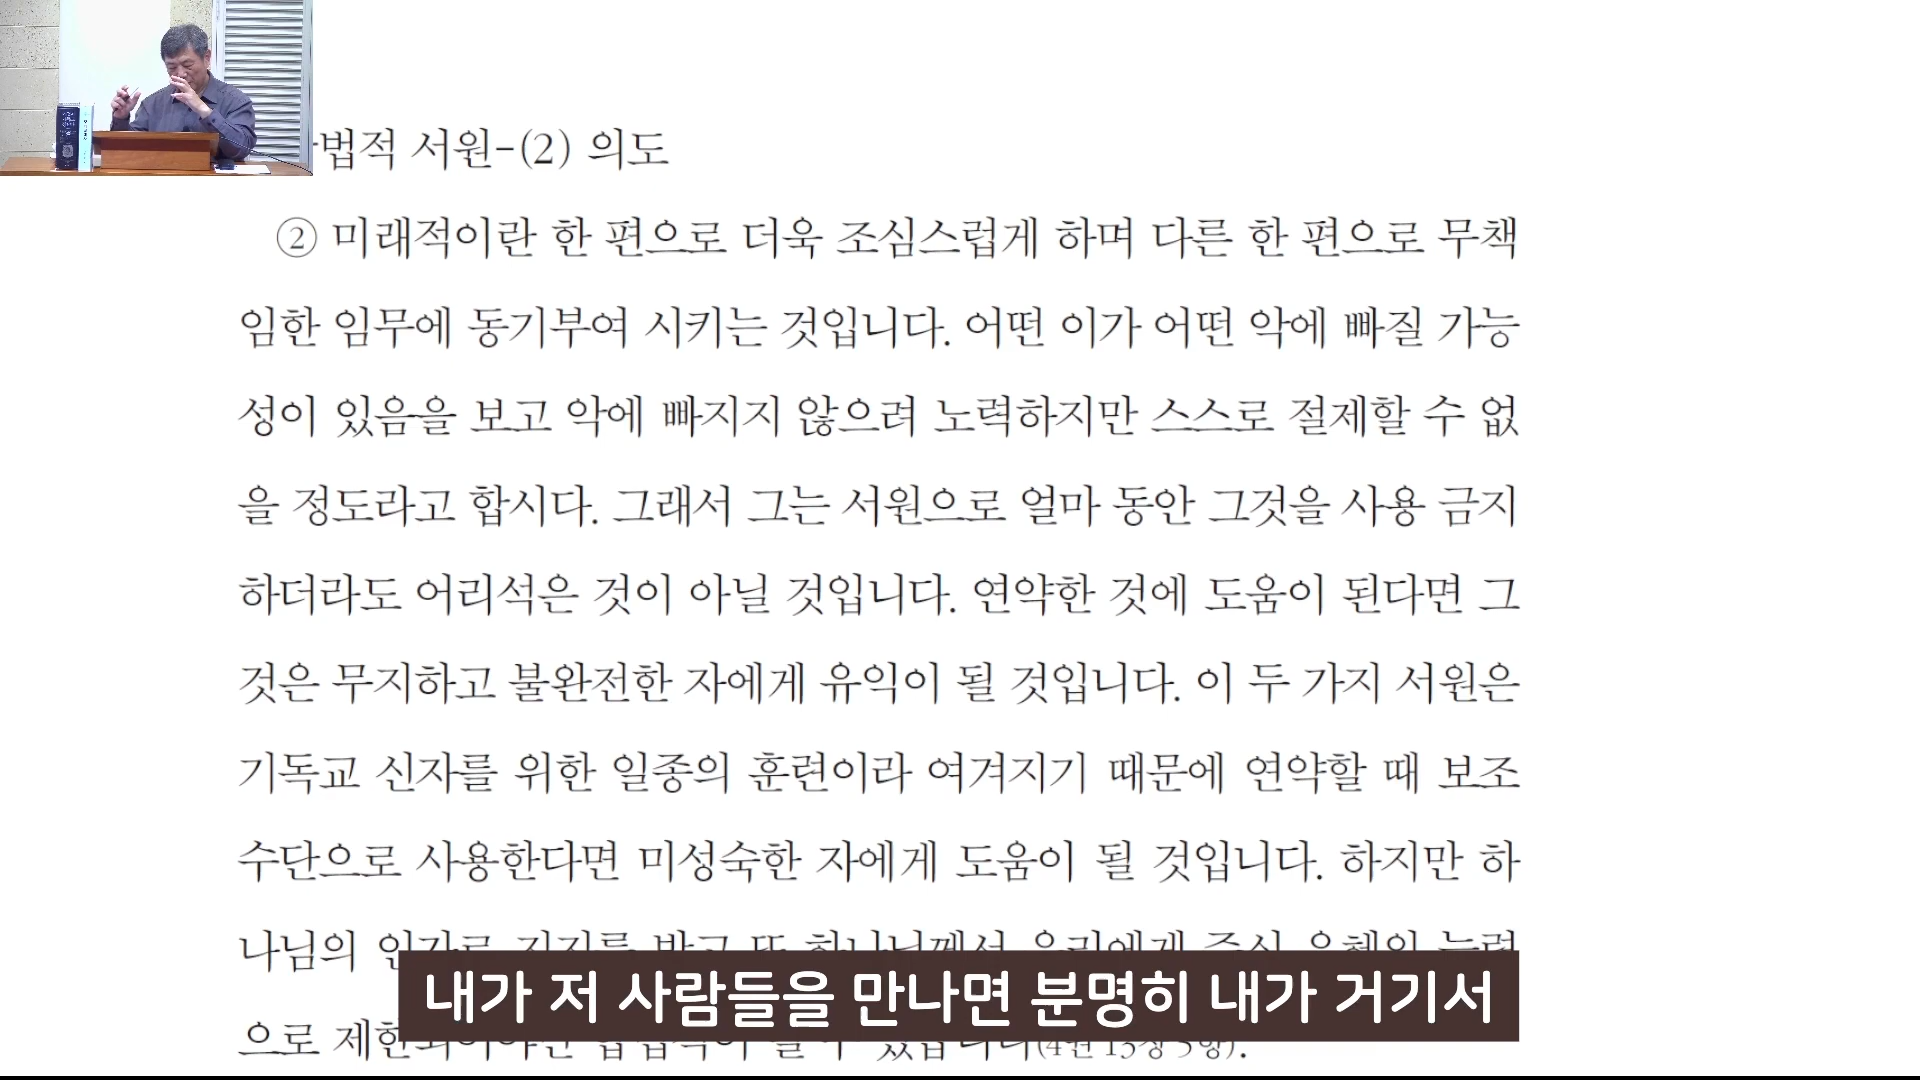 법적 서원-(2) 의도
② 미래적이란 한 편으로 더욱 조심스럽게 하며 다른 한 편으로 무책
임한 임무에 동기부여 시키는 것입니다. 어떤 이가 어떤 악에 빠질 가능
성이 있음을 보고 악에 빠지지 않으려 노력하지만 스스로 절제할 수 없
을 정도라고 합시다. 그래서 그는 서원으로 얼마 동안 그것을 사용 금지
하더라도 어리석은 것이 아닐 것입니다. 연약한 것에 도움이 된다면 그
것은 무지하고 불완전한 자에게 유익이 될 것입니다. 이 두 가지 서원은
기독교 신자를 위한 일종의 훈련이라 여겨지기 때문에 연약할 때 보조
수단으로 사용한다면 미성숙한 자에게 도움이 될 것입니다. 하지만 하
나님의
내가 저 사람들을 만나면 분명히 내가 거기서
으로